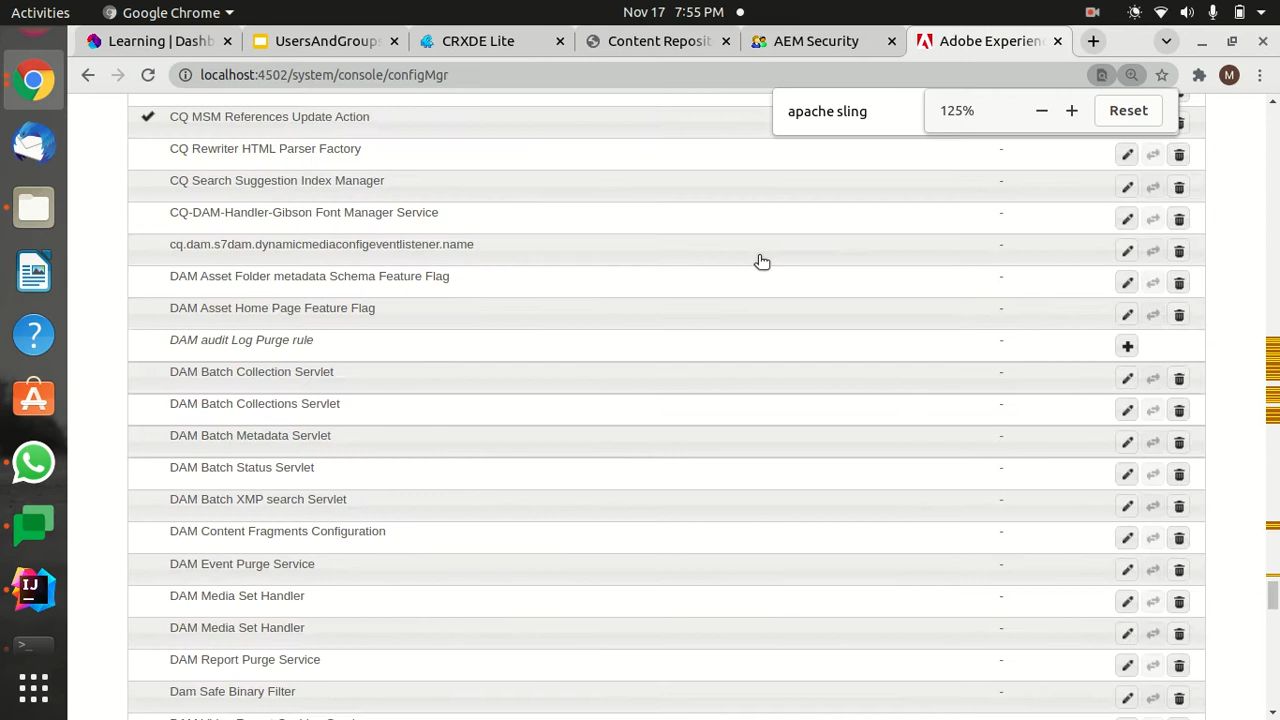 Activities
Google Chrome
Nov 17 7:55 PM
Learning | Dashb
UsersAndGroups
CRXDE Lite
Content Reposit
AEM Security
Adobe Experien
localhost:4502/system/console/configMgr
M
apache sling
125%
Reset
CQ MSM References Update Action
CQ Rewriter HTML Parser Factory -
CQ Search Suggestion Index Manager -
CQ-DAM-Handler-Gibson Font Manager Service -
cq.dam.s7dam.dynamicmediaconfigeventlistener.name -
DAM Asset Folder metadata Schema Feature Flag -
DAM Asset Home Page Feature Flag -
DAM audit Log Purge rule -
DAM Batch Collection Servlet -
DAM Batch Collections Servlet -
DAM Batch Metadata Servlet -
DAM Batch Status Servlet -
DAM Batch XMP search Servlet -
DAM Content Fragments Configuration -
DAM Event Purge Service -
DAM Media Set Handler -
DAM Media Set Handler -
DAM Report Purge Service -
Dam Safe Binary Filter -
IJ